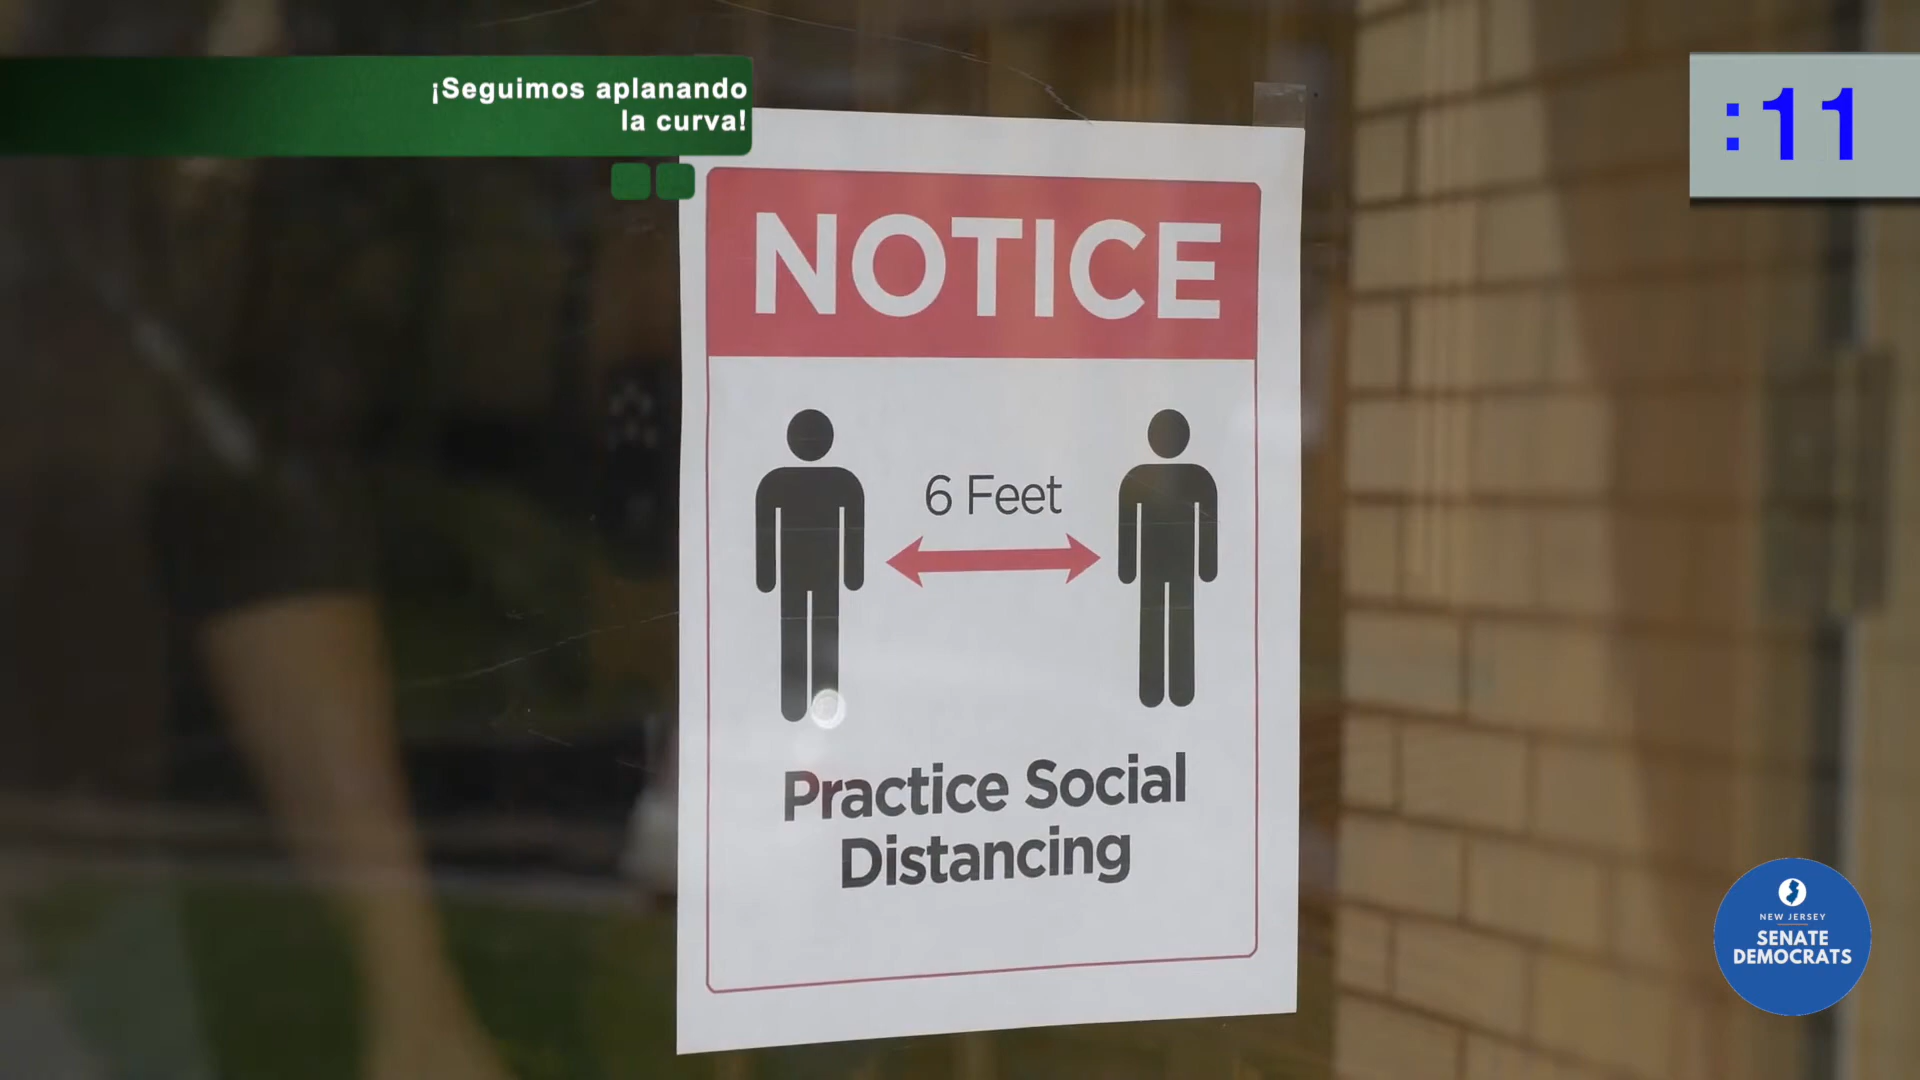 ¡Seguimos aplanando
la curva!
:11
NOTICE
6 Feet
Practice Social
Distancing
NEW JERSEY
SENATE
DEMOCRATS